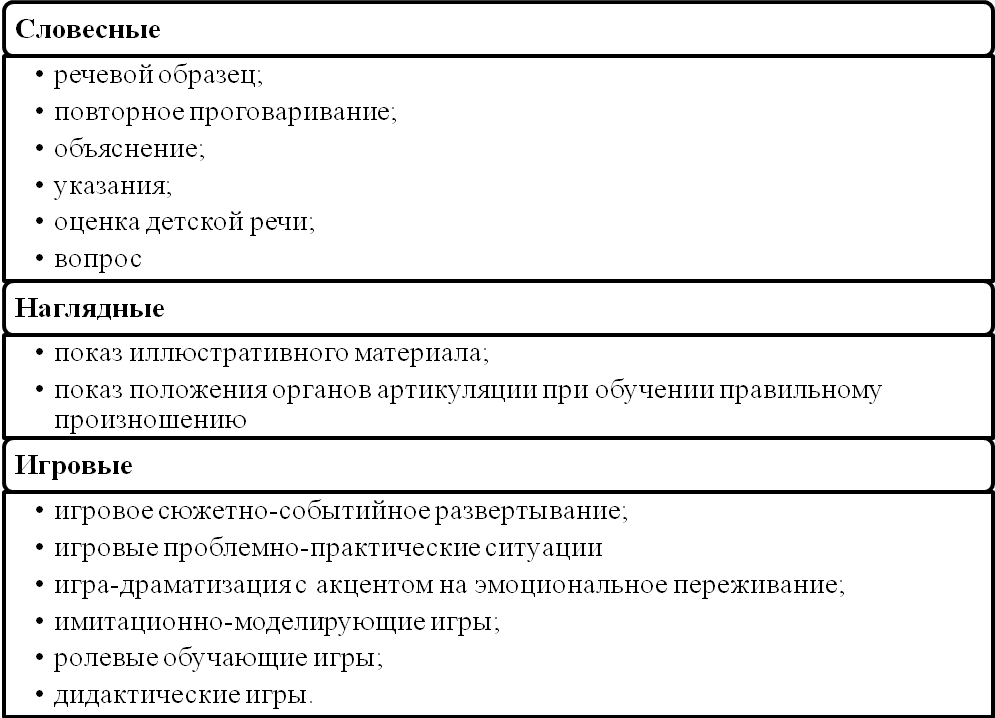 Словесные
• речевой образец;
• повторное проговаривание;
• объяснение;
• указания;
• оценка детской речи;
• вопрос
Наглядные
• показ иллюстративного материала;
• показ положения органов артикуляции при обучении правильному
произношению
Игровые
• игровое сюжетно-событийное развертывание;
• игровые проблемно-практические ситуации
• игра-драматизация с акцентом на эмоциональное переживание;
• имитационно-моделирующие игры;
• ролевые обучающие игры;
• дидактические игры.